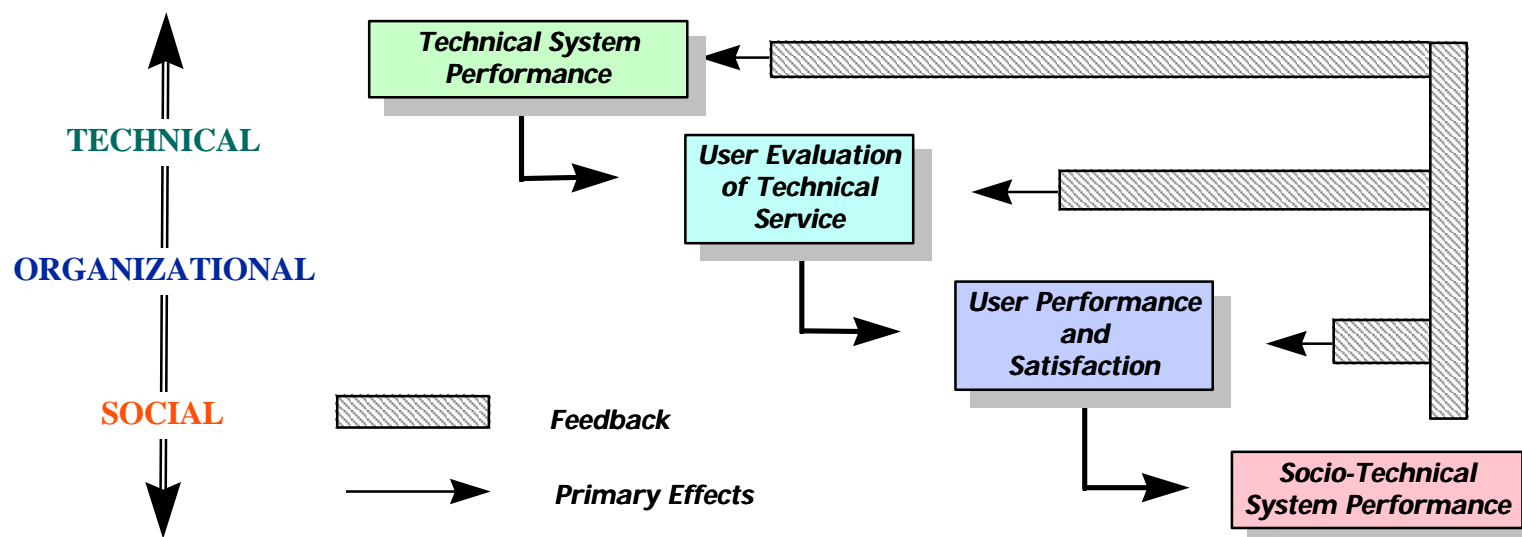 Technical System
Performance
TECHNICAL
User Evaluation
of Technical
Service
ORGANIZATIONAL
User Performance
and
Satisfaction
SOCIAL
Feedback
Primary Effects
Socio-Technical
System Performance